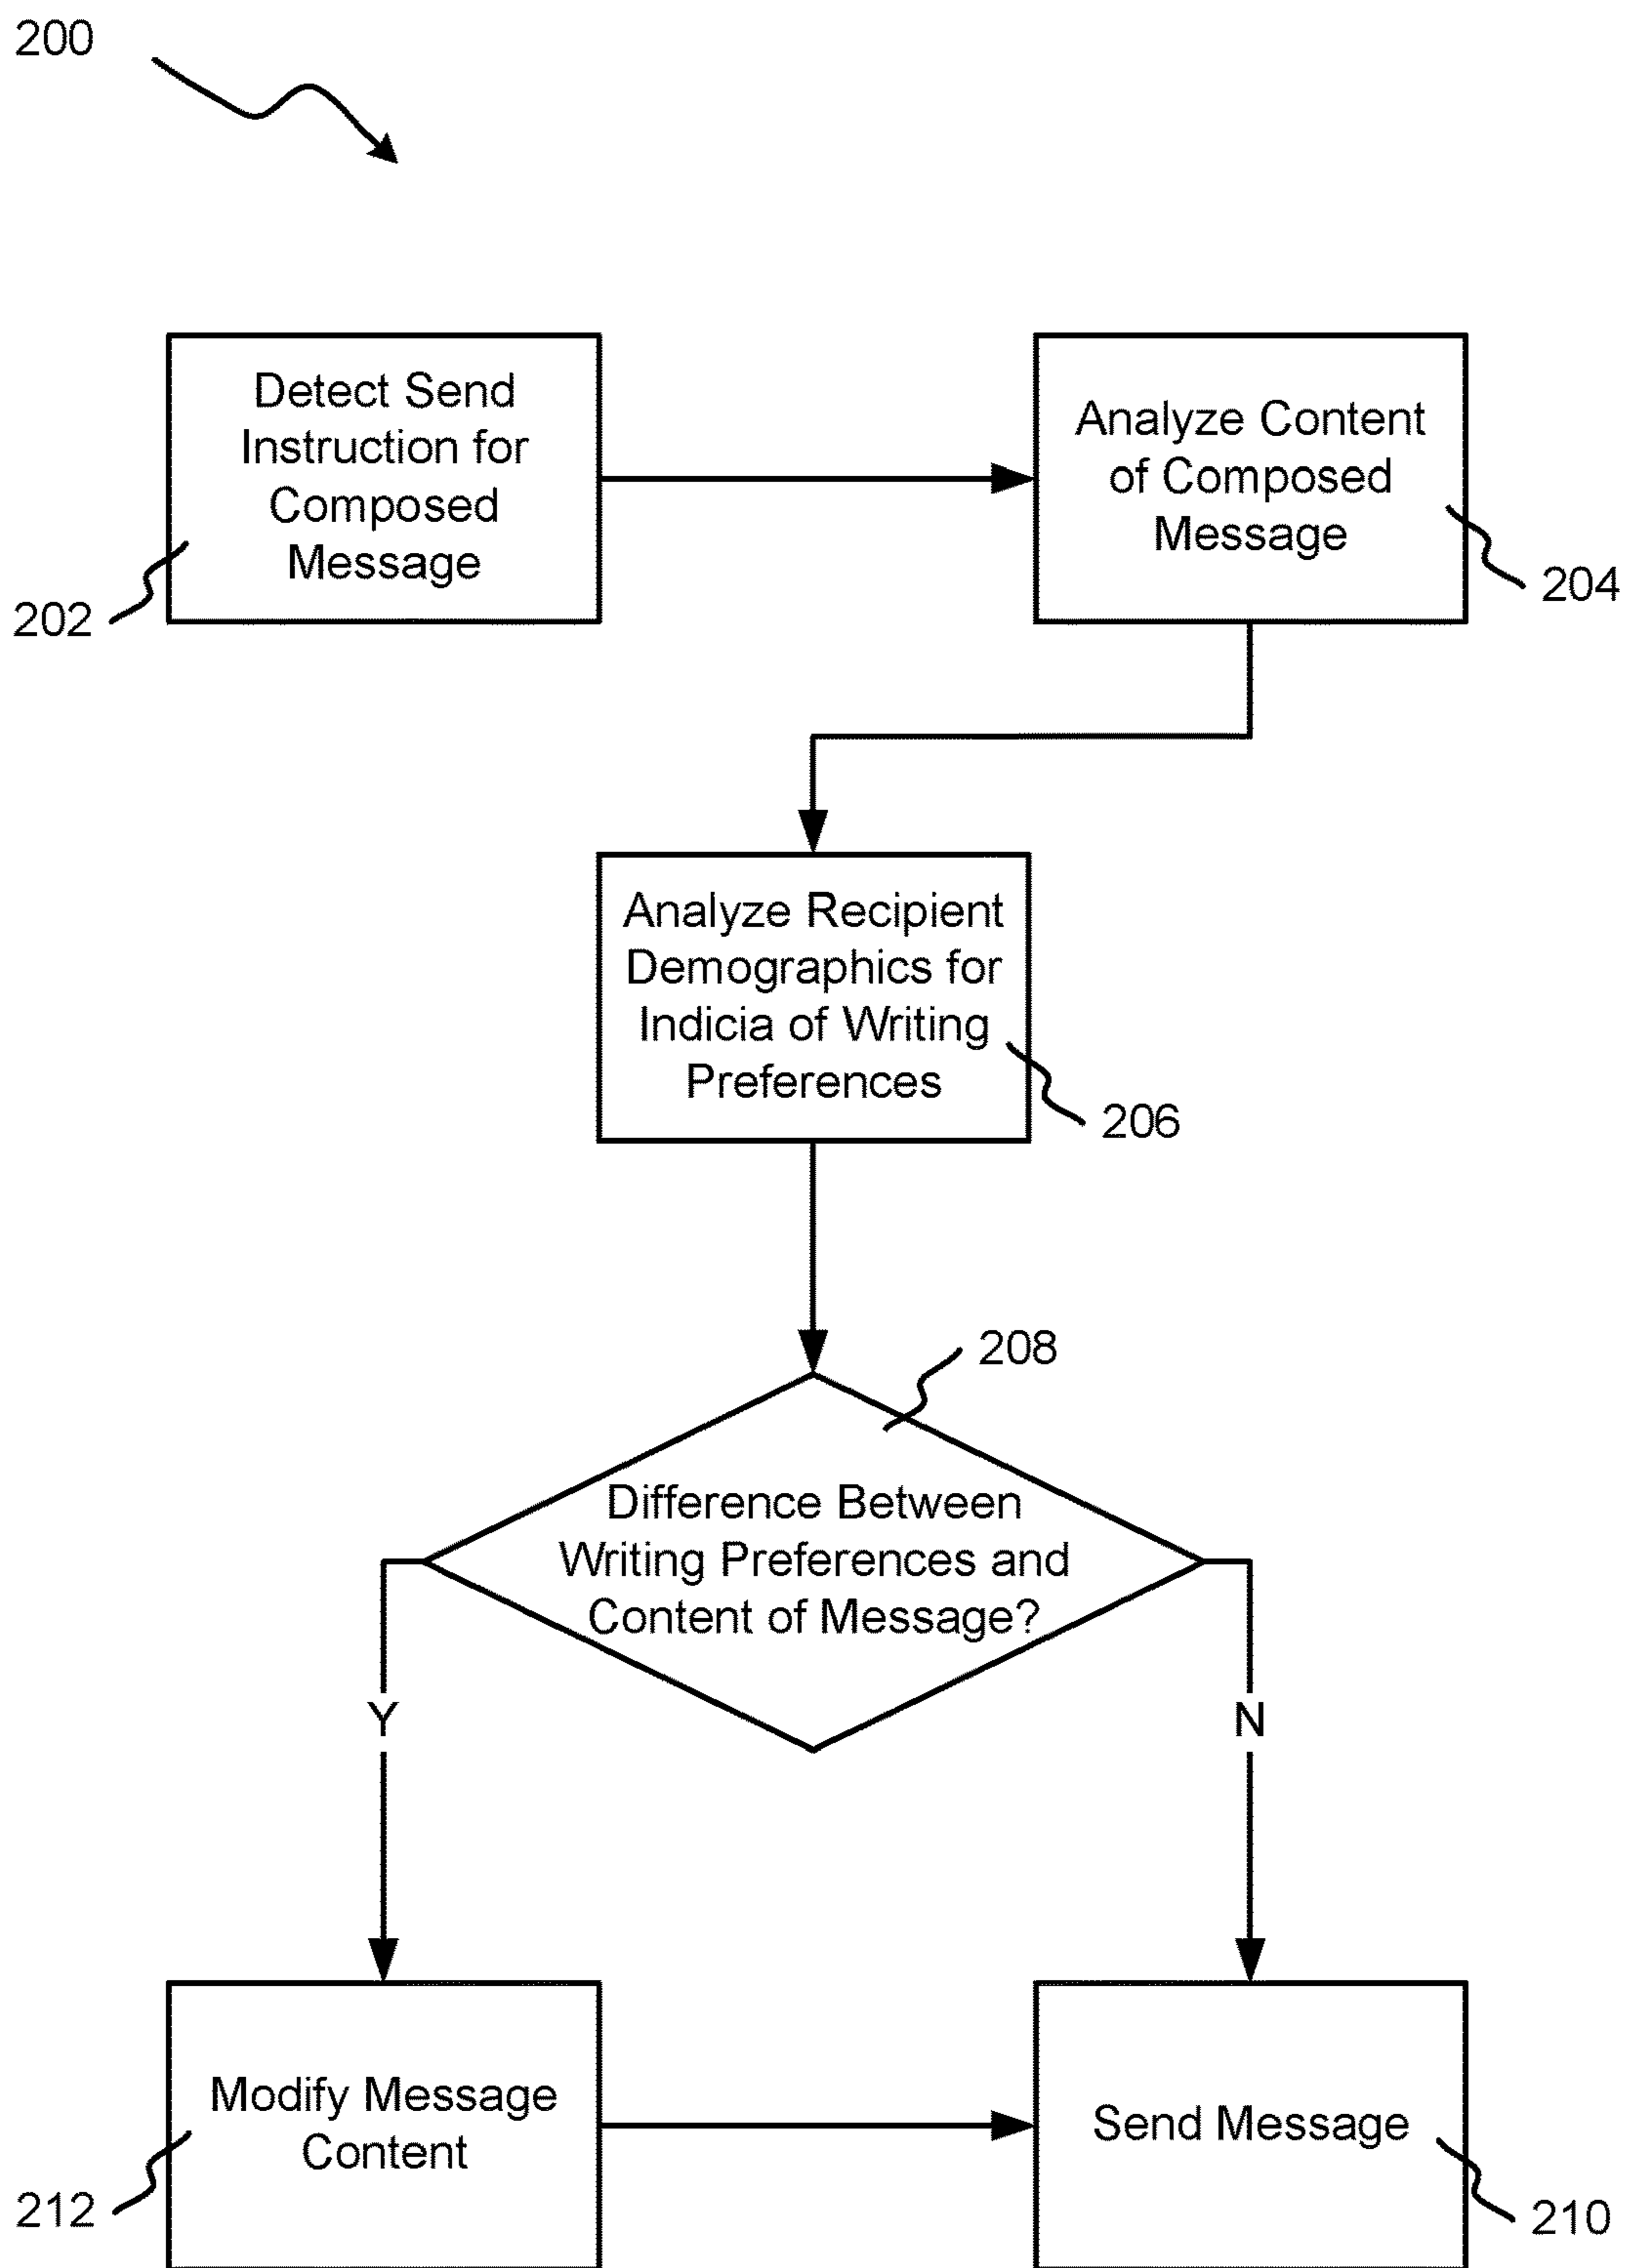 200
Detect Send
Instruction for
Composed
Message
202
Analyze Content
of Composed
Message
204
Analyze Recipient
Demographics for
Indicia of Writing
Preferences
206
208
Difference Between
Writing Preferences and
Content of Message?
Y
N
Modify Message
Content
212
Send Message
210